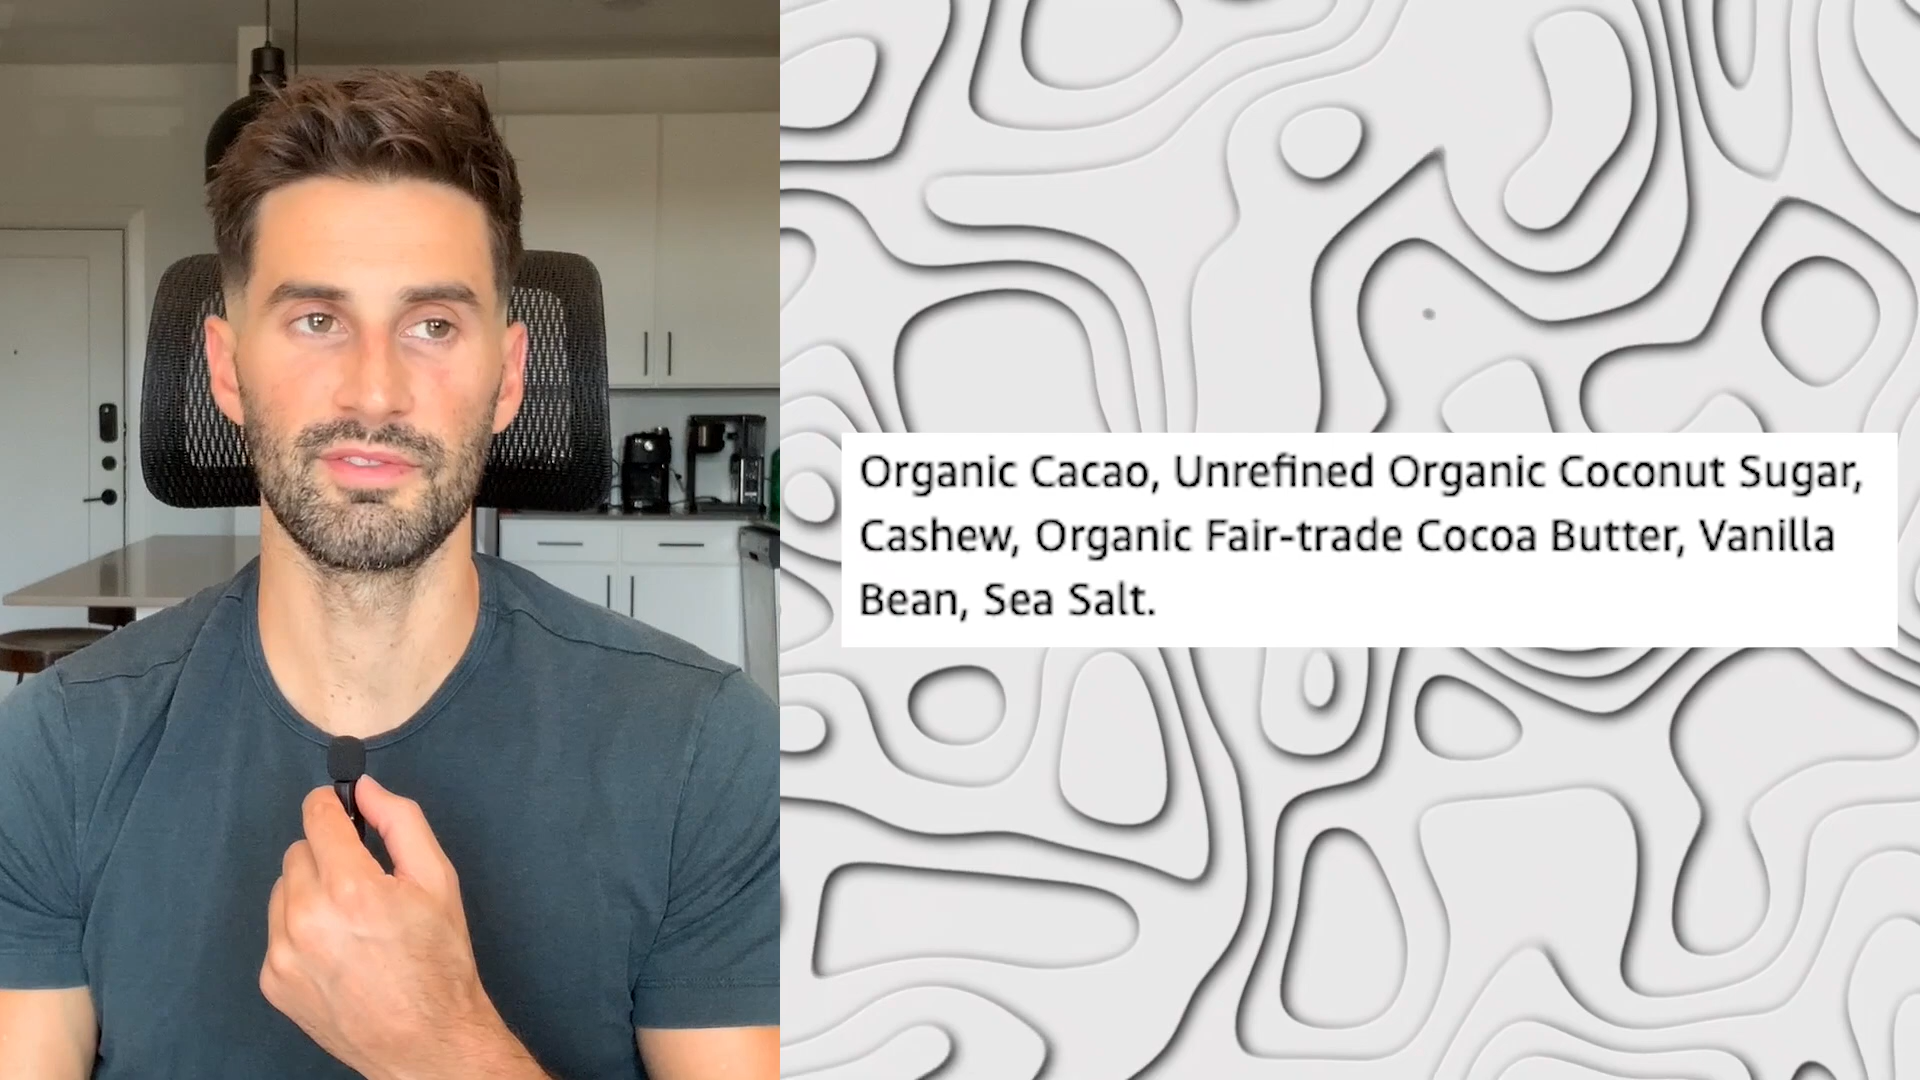 Organic Cacao, Unrefined Organic Coconut Sugar,
Cashew, Organic Fair-trade Cocoa Butter, Vanilla
Bean, Sea Salt.